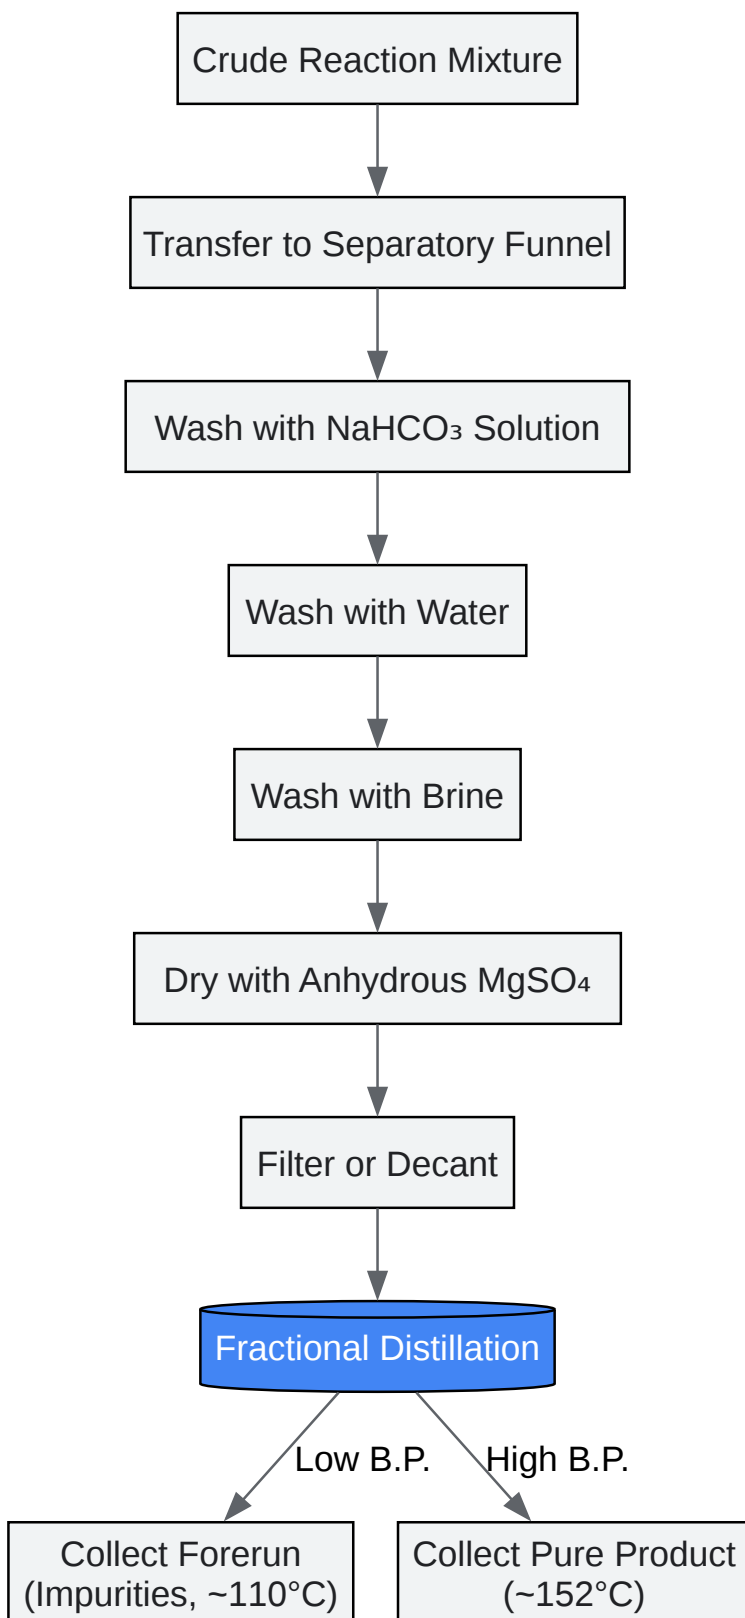 Crude Reaction Mixture
Transfer to Separatory Funnel
Wash with NaHCO₃ Solution
Wash with Water
Wash with Brine
Dry with Anhydrous MgSO₄
Filter or Decant
Fractional Distillation
Low B.P.
High B.P.
Collect Forerun
(Impurities, ~110°C)
Collect Pure Product
(~152°C)